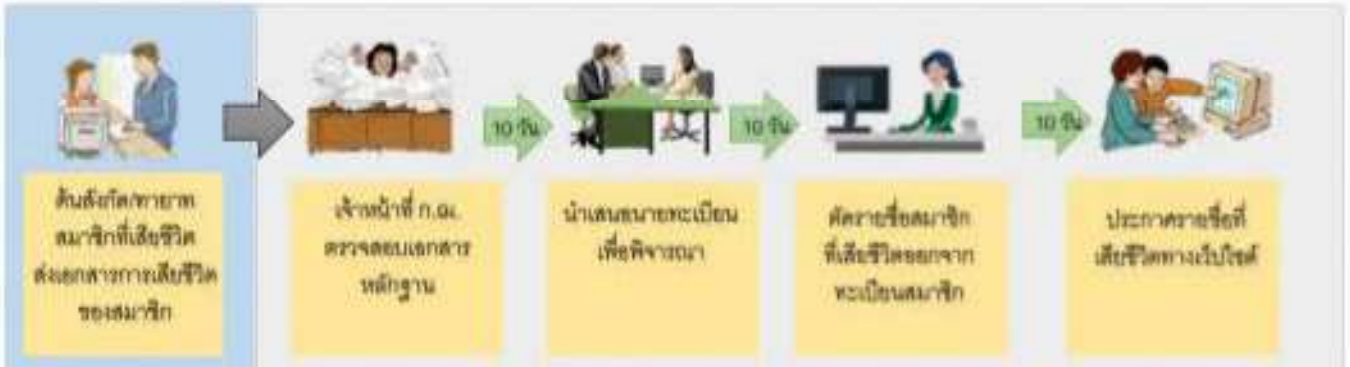 ต้นสังกัด/ทายาท
สมาชิกที่เสียชีวิต
ส่งเอกสารการเสียชีวิต
ของสมาชิก
เจ้าหน้าที่ ก.ฌ.
ตรวจสอบเอกสาร
หลักฐาน
10 วัน
นำเสนอนายทะเบียน
เพื่อพิจารณา
10 วัน
คัดรายชื่อสมาชิก
ที่เสียชีวิตออกจาก
ทะเบียนสมาชิก
10 วัน
ประกาศรายชื่อที่
เสียชีวิตทางเว็บไซต์